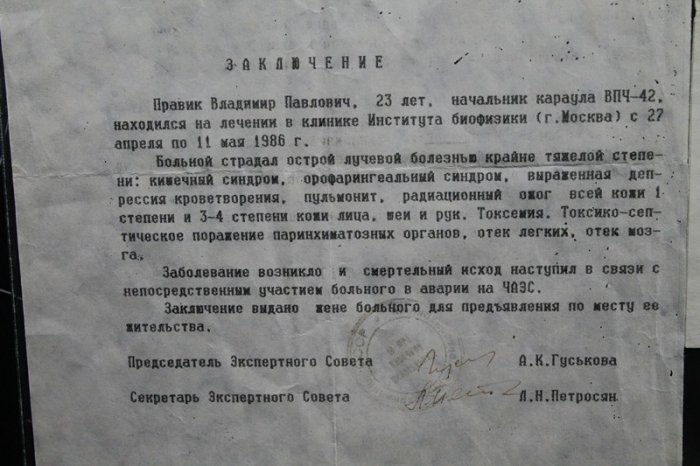 ЗАКЛЮЧЕНИЕ
Правик Владимир Павлович, 23 лет, начальник караула ВПЧ-42,
находился на лечении в клинике Института биофизики (г.Москва) с 27
апреля по 11 мая 1986 г.
Больной страдал острой лучевой болезнью крайне тяжелой степе-
ни: кишечный синдром, орофарингеальный синдром, выраженная деп-
рессия кроветворения, пульмонит, радиационный ожог всей кожи 1
степени и 3-4 степени кожи лица, шеи и рук. Токсемия. Токсико-сеп-
тическое поражение паринхиматозных органов, отек легких, отек моз-
га.
Заболевание возникло и смертельный исход наступил в связи с
непосредственным участием больного в аварии на ЧАЭС.
Заключение выдано жене больного для предъявления по месту ее
жительства.
Председатель Экспертного Совета А.К.Гуськова
Секретарь Экспертного Совета Л.Н.Петросян